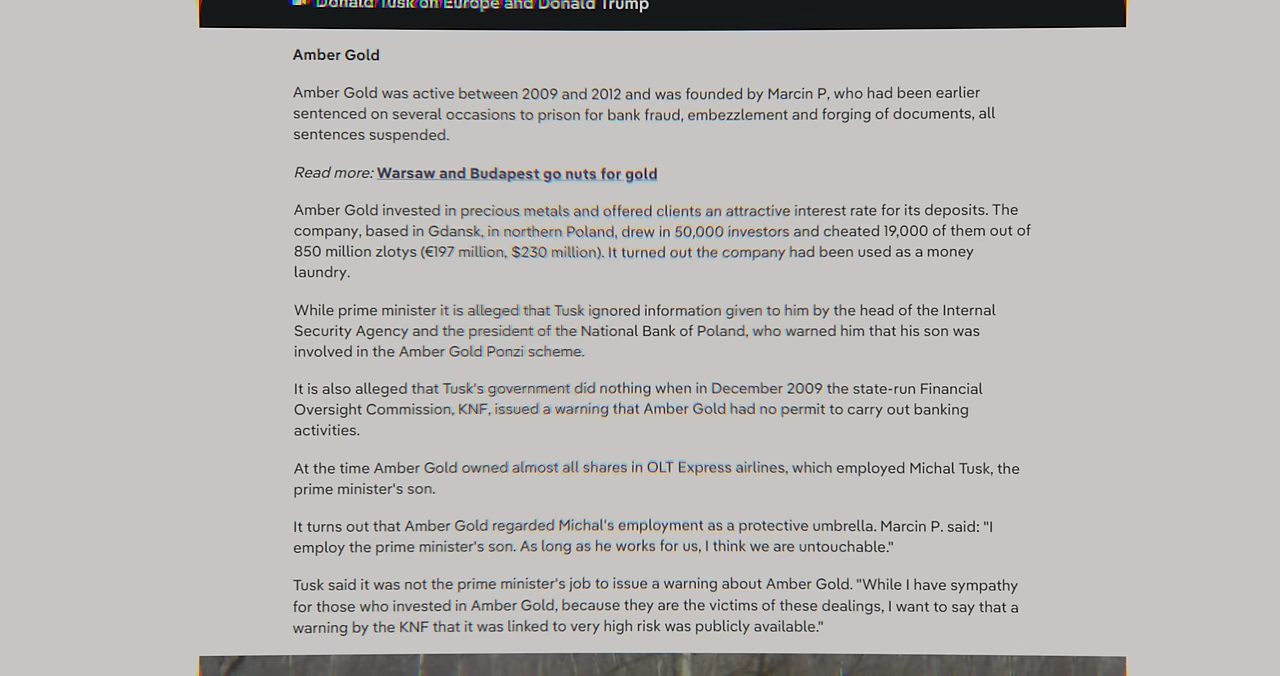 Donald Tusk on Europe and Donald Trump
Amber Gold
Amber Gold was active between 2009 and 2012 and was founded by Marcin P, who had been earlier
sentenced on several occasions to prison for bank fraud, embezzlement and forging of documents, all
sentences suspended.
Read more: Warsaw and Budapest go nuts for gold
Amber Gold invested in precious metals and offered clients an attractive interest rate for its deposits. The
company, based in Gdansk, in northern Poland, drew in 50,000 investors and cheated 19,000 of them out of
850 million zlotys (€197 million, $230 million). It turned out the company had been used as a money
laundry.
While prime minister it is alleged that Tusk ignored information given to him by the head of the Internal
Security Agency and the president of the National Bank of Poland, who warned him that his son was
involved in the Amber Gold Ponzi scheme.
It is also alleged that Tusk's government did nothing when in December 2009 the state-run Financial
Oversight Commission, KNF, issued a warning that Amber Gold had no permit to carry out banking
activities.
At the time Amber Gold owned almost all shares in OLT Express airlines, which employed Michal Tusk, the
prime minister's son.
It turns out that Amber Gold regarded Michal's employment as a protective umbrella. Marcin P. said: "I
employ the prime minister's son. As long as he works for us, I think we are untouchable."
Tusk said it was not the prime minister's job to issue a warning about Amber Gold. "While I have sympathy
for those who invested in Amber Gold, because they are the victims of these dealings, I want to say that a
warning by the KNF that it was linked to very high risk was publicly available."